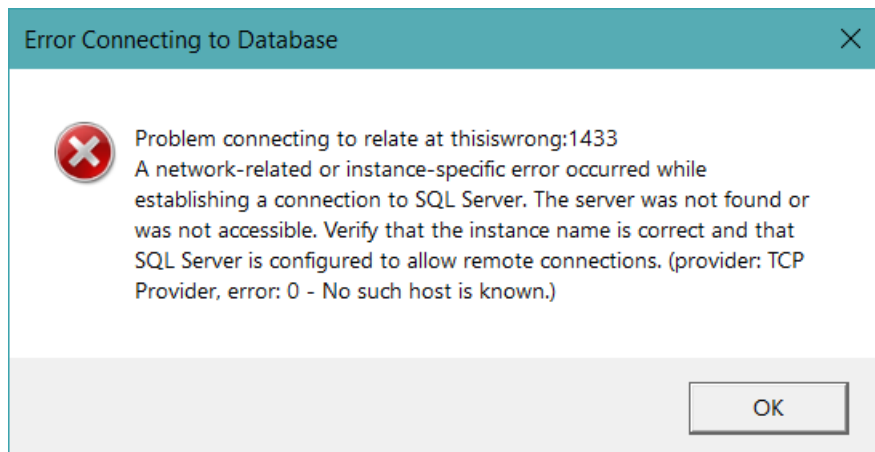 Error Connecting to Database
Problem connecting to relate at thisiswrong:1433
A network-related or instance-specific error occurred while
establishing a connection to SQL Server. The server was not found or
was not accessible. Verify that the instance name is correct and that
SQL Server is configured to allow remote connections. (provider: TCP
Provider, error: 0 - No such host is known.)
OK